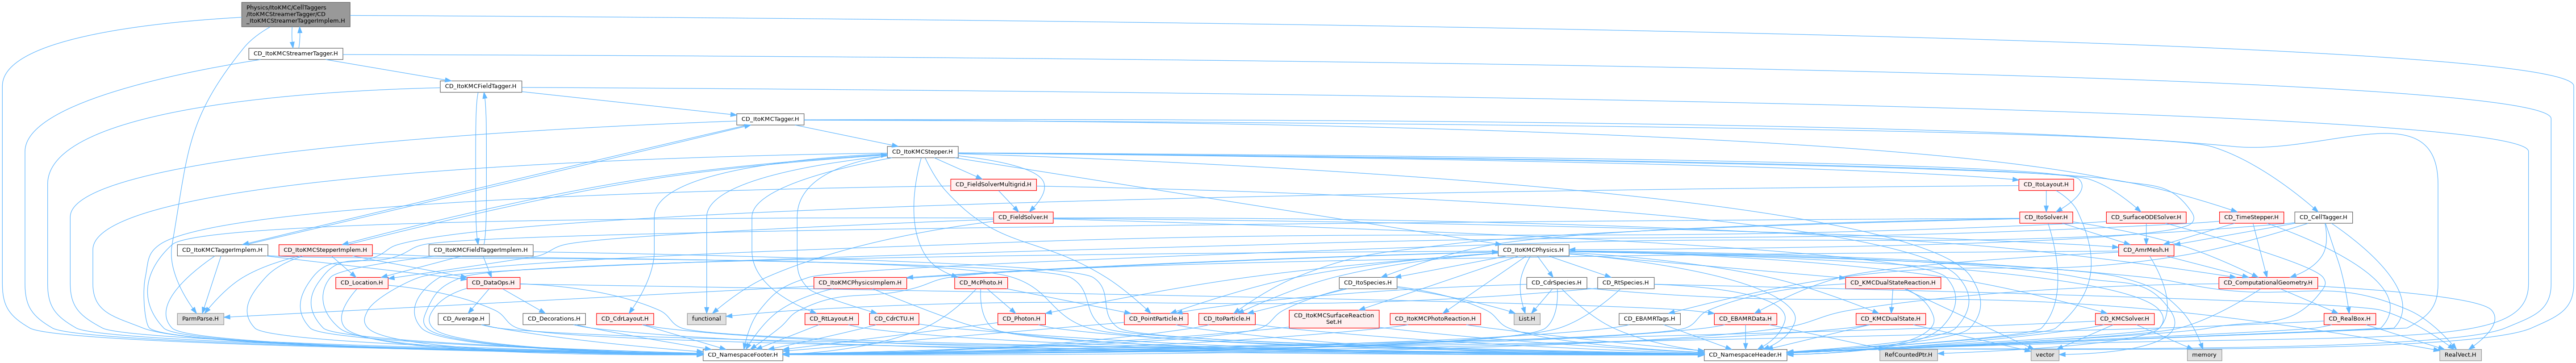 Physics/ItoKMC/CellTaggers
/ItoKMCStreamerTagger/CD
_ItoKMCStreamerTaggerImplem.H
CD_ItoKMCStreamerTagger.H
CD_ItoKMCFieldTagger.H
CD_ItoKMCTagger.H
CD_ItoKMCStepper.H
CD_FieldSolverMultigrid.H
CD_ItoLayout.H
CD_FieldSolver.H
CD_ItoSolver.H
CD_SurfaceODESolver.H
CD_TimeStepper.H
CD_CellTagger.H
CD_ItoKMCTaggerImplem.H
CD_ItoKMCStepperImplem.H
CD_ItoKMCFieldTaggerImplem.H
CD_ItoKMCPhysics.H
CD_AmrMesh.H
CD_Location.H
CD_DataOps.H
CD_ItoKMCPhysicsImplem.H
CD_McPhoto.H
CD_ItoSpecies.H
CD_CdrSpecies.H
CD_RtSpecies.H
CD_KMCDualStateReaction.H
CD_ComputationalGeometry.H
ParmParse.H
CD_Average.H
CD_Decorations.H
CD_CdrLayout.H
functional
CD_RtLayout.H
CD_CdrCTU.H
CD_Photon.H
CD_PointParticle.H
CD_ItoParticle.H
CD_ItoKMCSurfaceReaction
Set.H
CD_ItoKMCPhotoReaction.H
List.H
CD_EBAMRTags.H
CD_EBAMRData.H
CD_KMCDualState.H
CD_KMCSolver.H
CD_RealBox.H
CD_NamespaceFooter.H
CD_NamespaceHeader.H
RefCountedPtr.H
vector
memory
RealVect.H